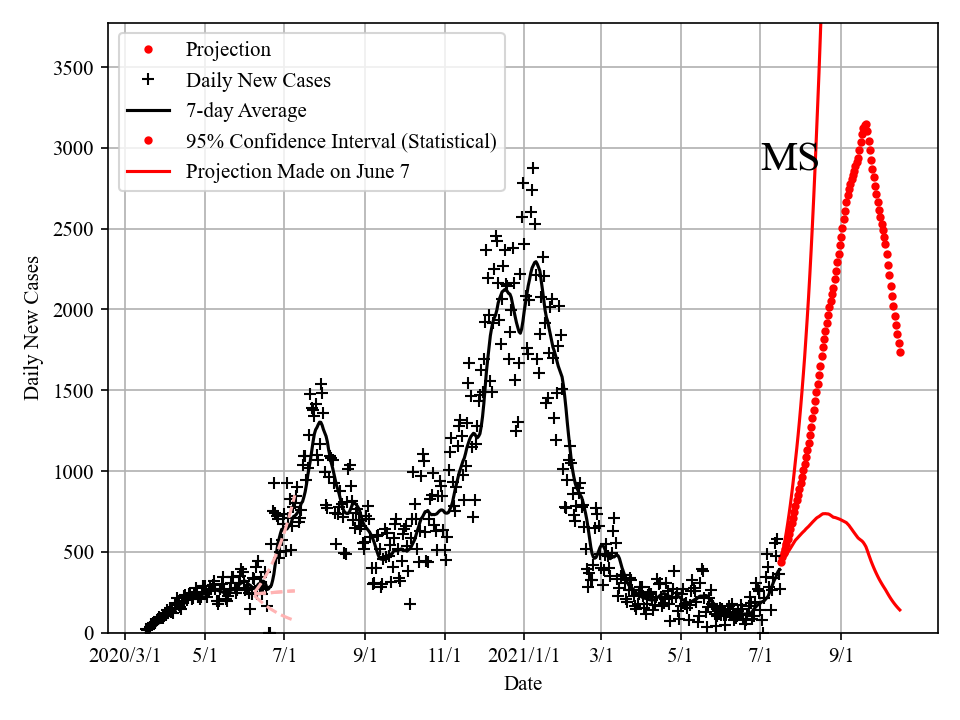 Projection
Daily New Cases
7-day Average
95% Confidence Interval (Statistical)
Projection Made on June 7
MS
3500
3000
2500
2000
1500
1000
500
0
Daily New Cases
2020/3/1 5/1 7/1 9/1 11/1 2021/1/1 3/1 5/1 7/1 9/1
Date